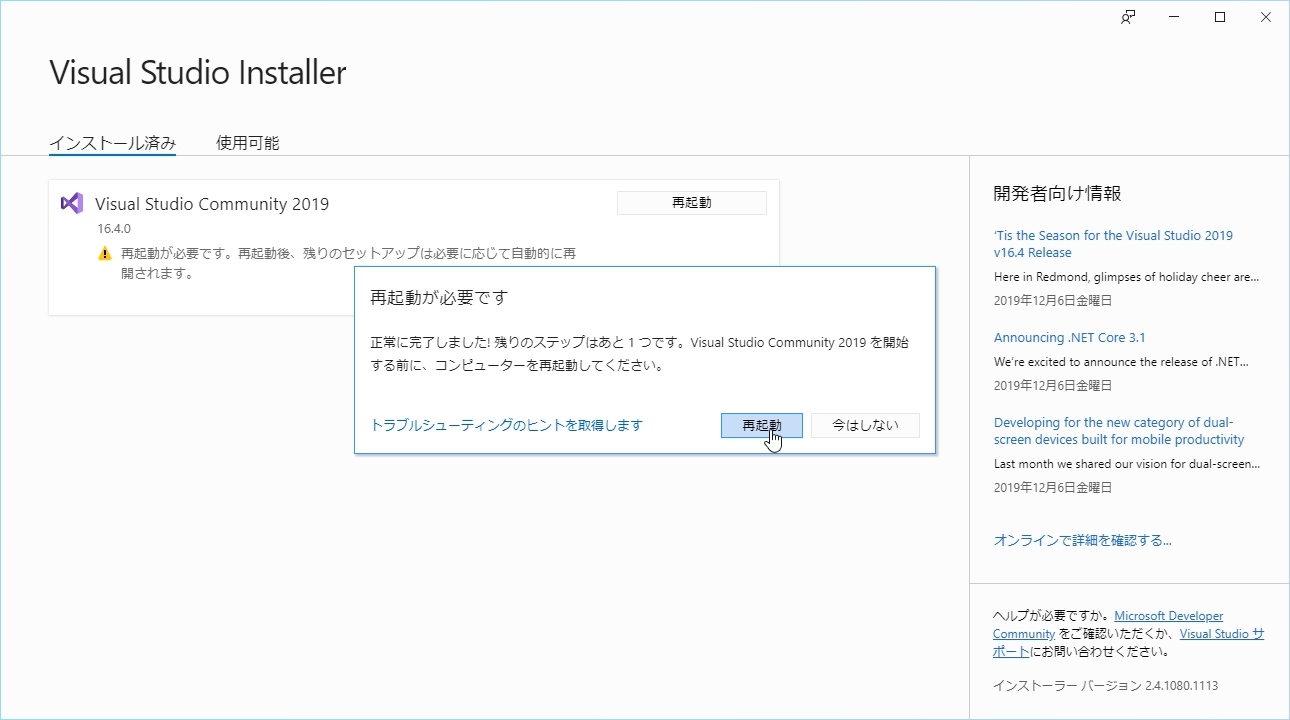 Visual Studio Installer
インストール済み
使用可能
Visual Studio Community 2019
再起動
16.4.0
再起動が必要です。再起動後、残りのセットアップは必要に応じて自動的に再
開されます。
再起動が必要です
正常に完了しました! 残りのステップはあと 1 つです。Visual Studio Community 2019 を開始
する前に、コンピューターを再起動してください。
トラブルシューティングのヒントを取得します
再起動
今はしない
開発者向け情報
'Tis the Season for the Visual Studio 2019
v16.4 Release
Here in Redmond, glimpses of holiday cheer are...
2019年12月6日金曜日
Announcing .NET Core 3.1
We're excited to announce the release of .NET...
2019年12月6日金曜日
Developing for the new category of dual-
screen devices built for mobile productivity
Last month we shared our vision for dual-screen...
2019年12月6日金曜日
オンラインで詳細を確認する...
ヘルプが必要ですか。Microsoft Developer
Community をご確認いただくか、Visual Studio サ
ポートにお問い合わせください。
インストーラー バージョン 2.4.1080.1113